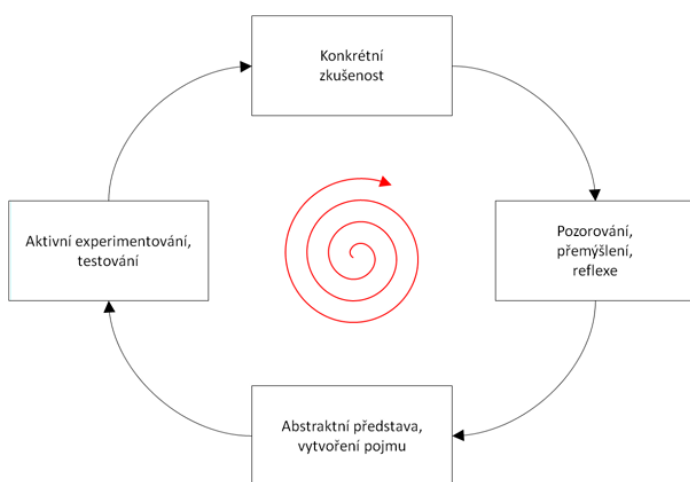 Konkrétní
zkušenost
Pozorování,
přemýšlení,
reflexe
Abstraktní představa,
vytvoření pojmu
Aktivní experimentování,
testování